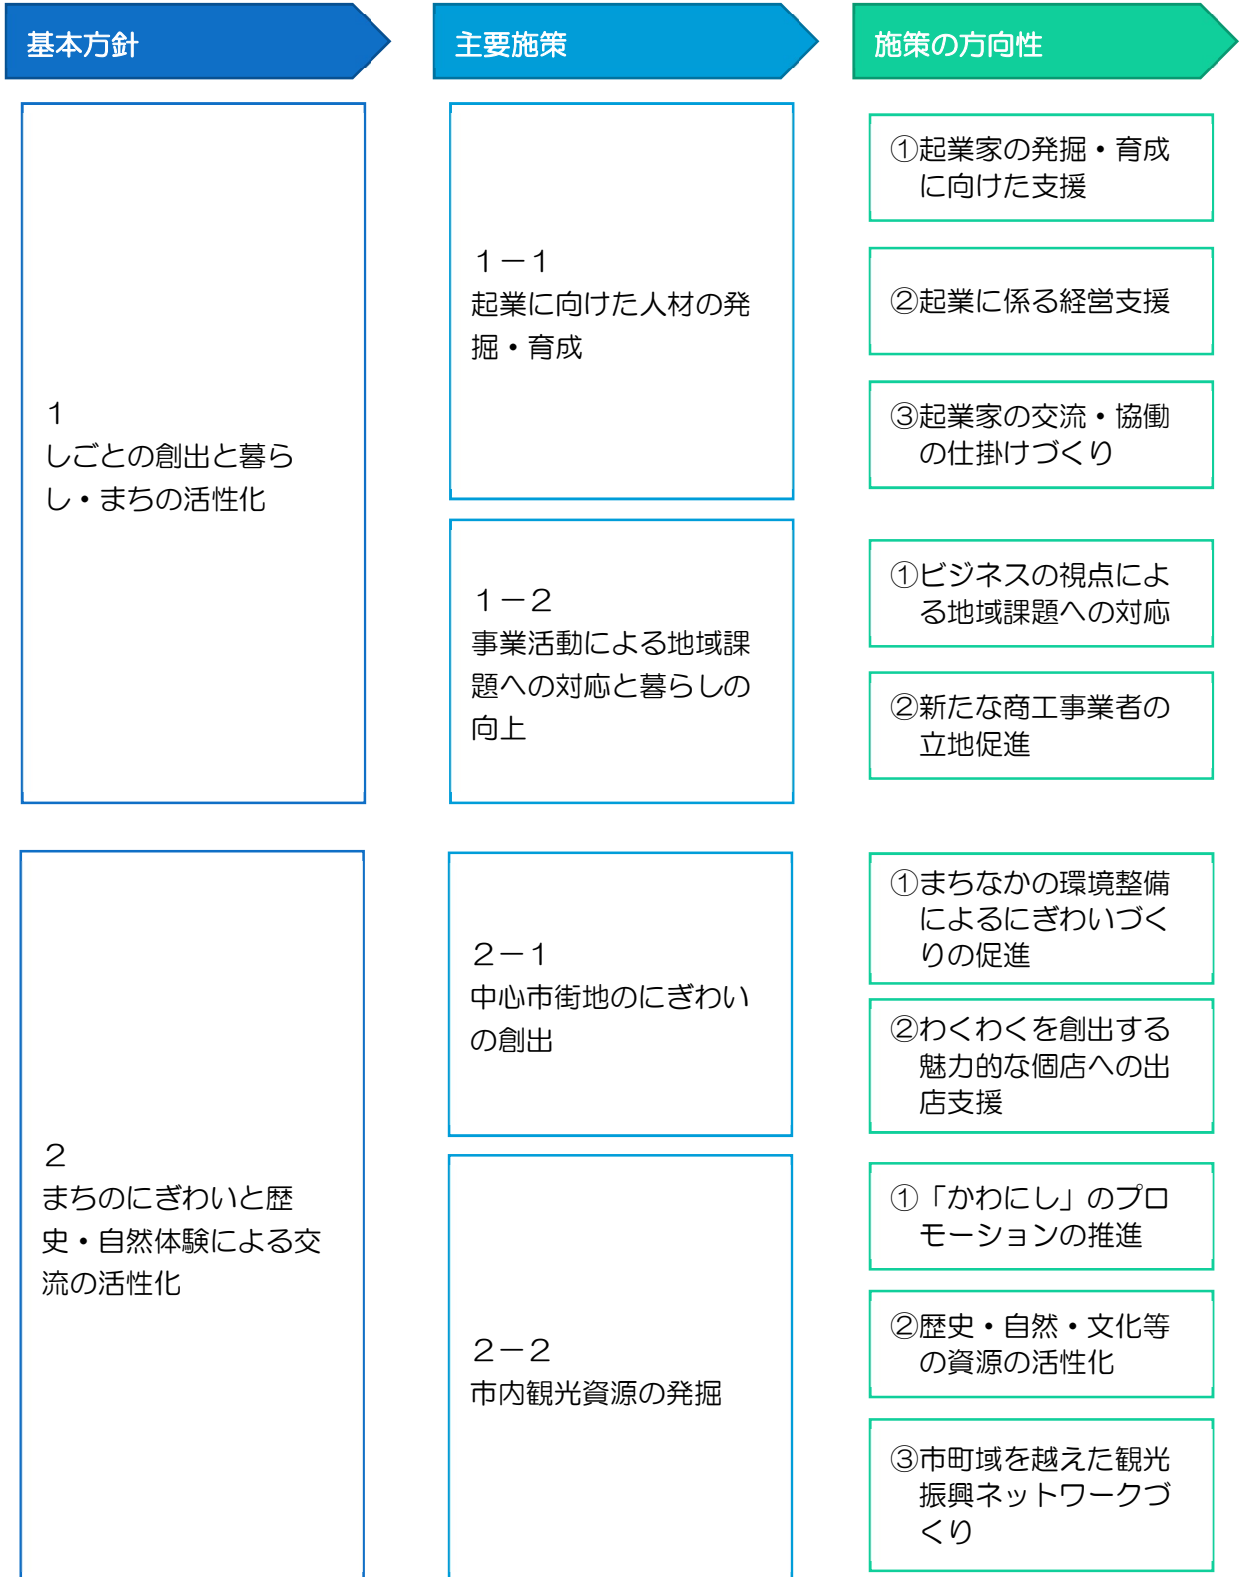 基本方針
主要施策
施策の方向性
1
しごとの創出と暮ら
し・まちの活性化
1－1
起業に向けた人材の発
掘・育成
①起業家の発掘・育成
に向けた支援
②起業に係る経営支援
③起業家の交流・協働
の仕掛けづくり
1－2
事業活動による地域課
題への対応と暮らしの
向上
①ビジネスの視点によ
る地域課題への対応
②新たな商工事業者の
立地促進
2
まちのにぎわいと歴
史・自然体験による交
流の活性化
2－1
中心市街地のにぎわい
の創出
①まちなかの環境整備
によるにぎわいづく
りの促進
②わくわくを創出する
魅力的な個店への出
店支援
2－2
市内観光資源の発掘
①「かわにし」のプロ
モーションの推進
②歴史・自然・文化等
の資源の活性化
③市町域を越えた観光
振興ネットワークづ
くり